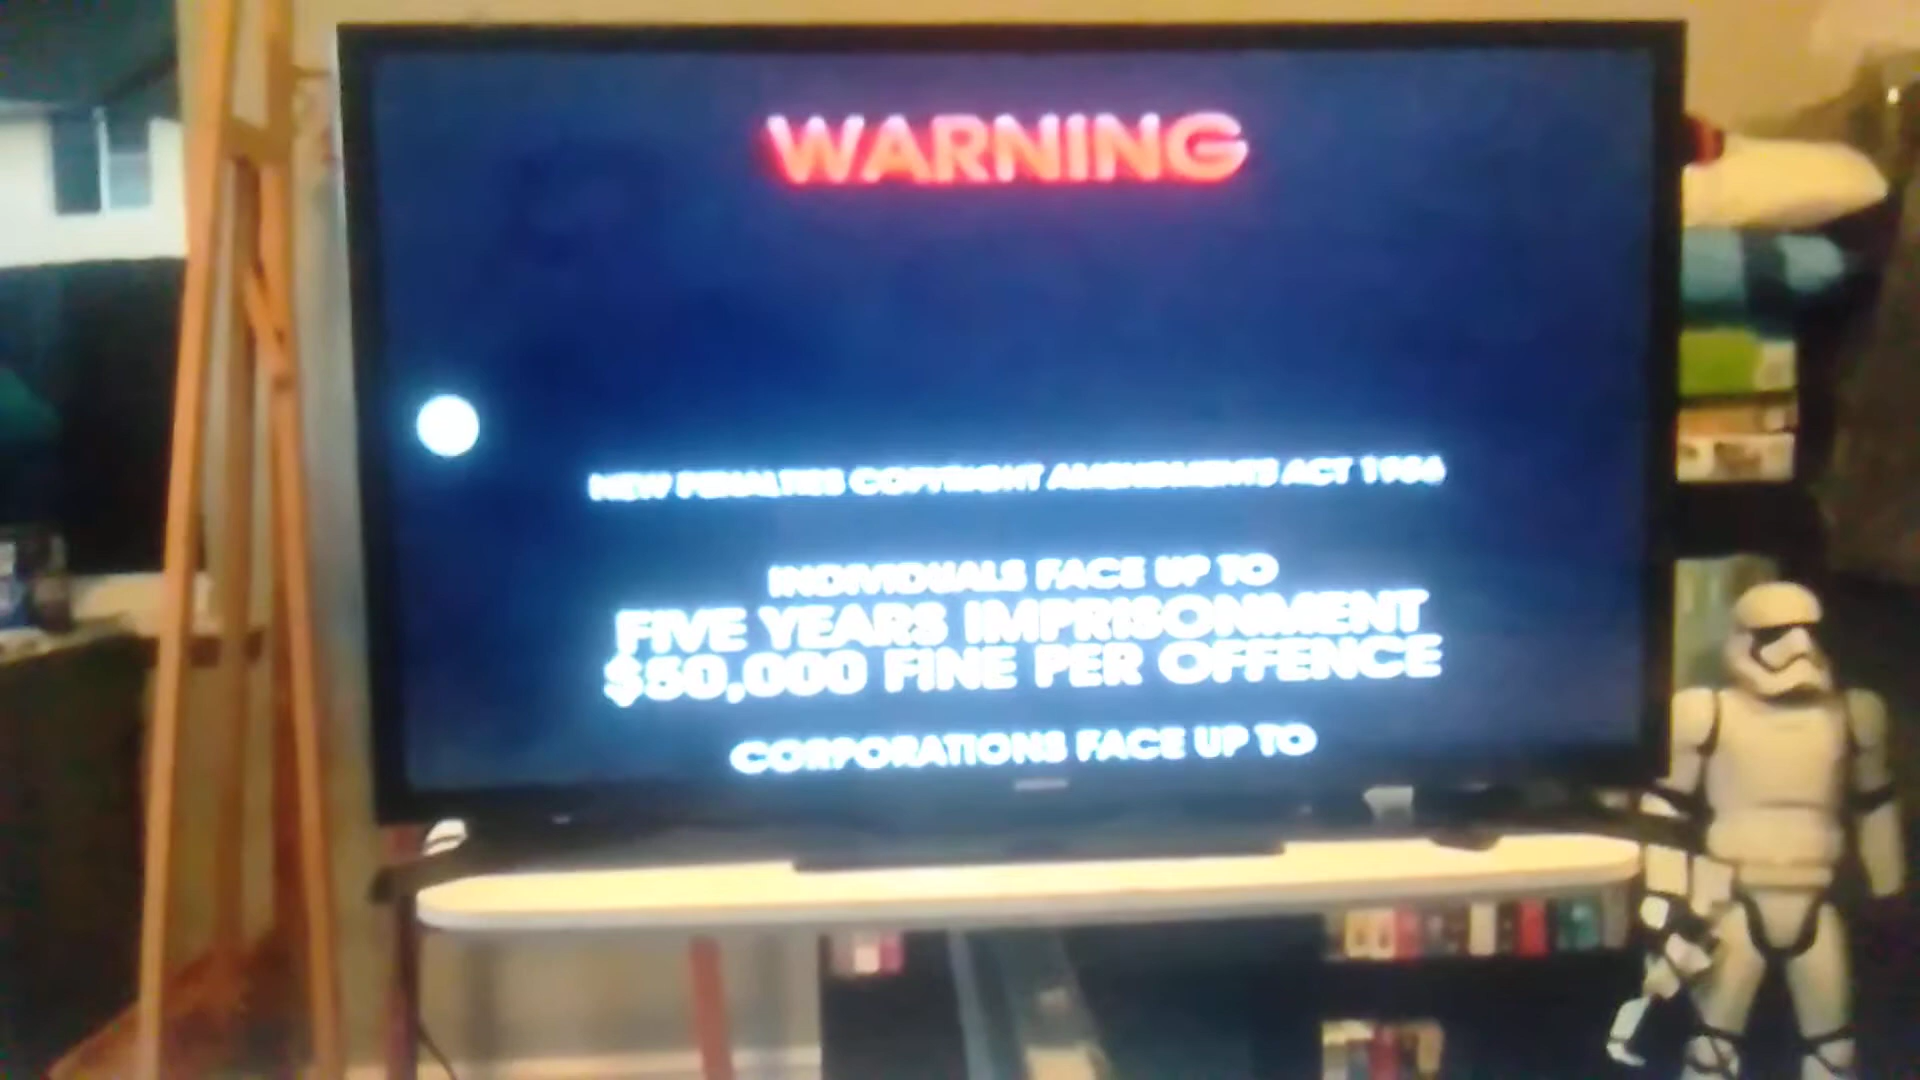 WARNING
NEW PENALTIES COPYRIGHT AMENDMENTS ACT 1986
INDIVIDUALS FACE UP TO
FIVE YEARS IMPRISONMENT
$50,000 FINE PER OFFENCE
CORPORATIONS FACE UP TO